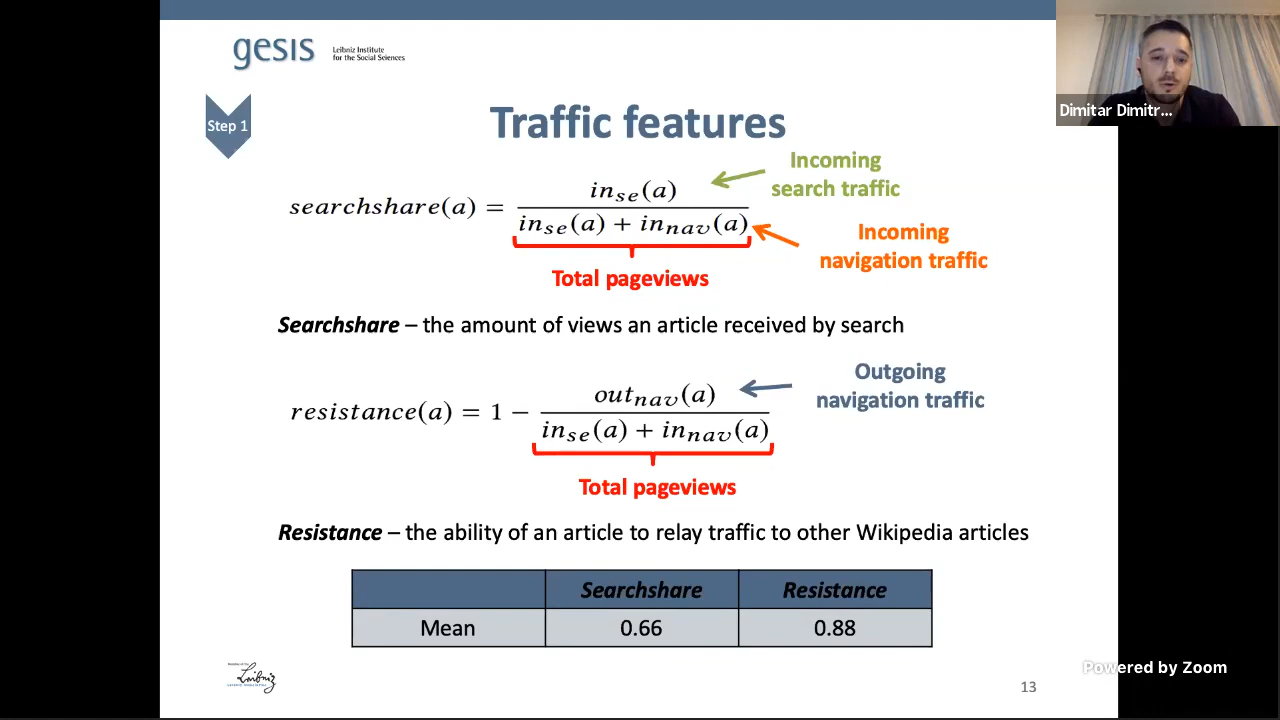 gesis
Leibniz Institute
for the Social Sciences
Dimitar Dimitr...
Step 1
Traffic features
Incoming
search traffic
searchshare(a) = in_se(a) / (in_se(a) + in_nav(a))
Incoming
navigation traffic
Total pageviews
Searchshare – the amount of views an article received by search
Outgoing
navigation traffic
resistance(a) = 1 − out_nav(a) / (in_se(a) + in_nav(a))
Total pageviews
Resistance – the ability of an article to relay traffic to other Wikipedia articles
Searchshare Resistance
Mean 0.66 0.88
Leibniz
Powered by Zoom
13